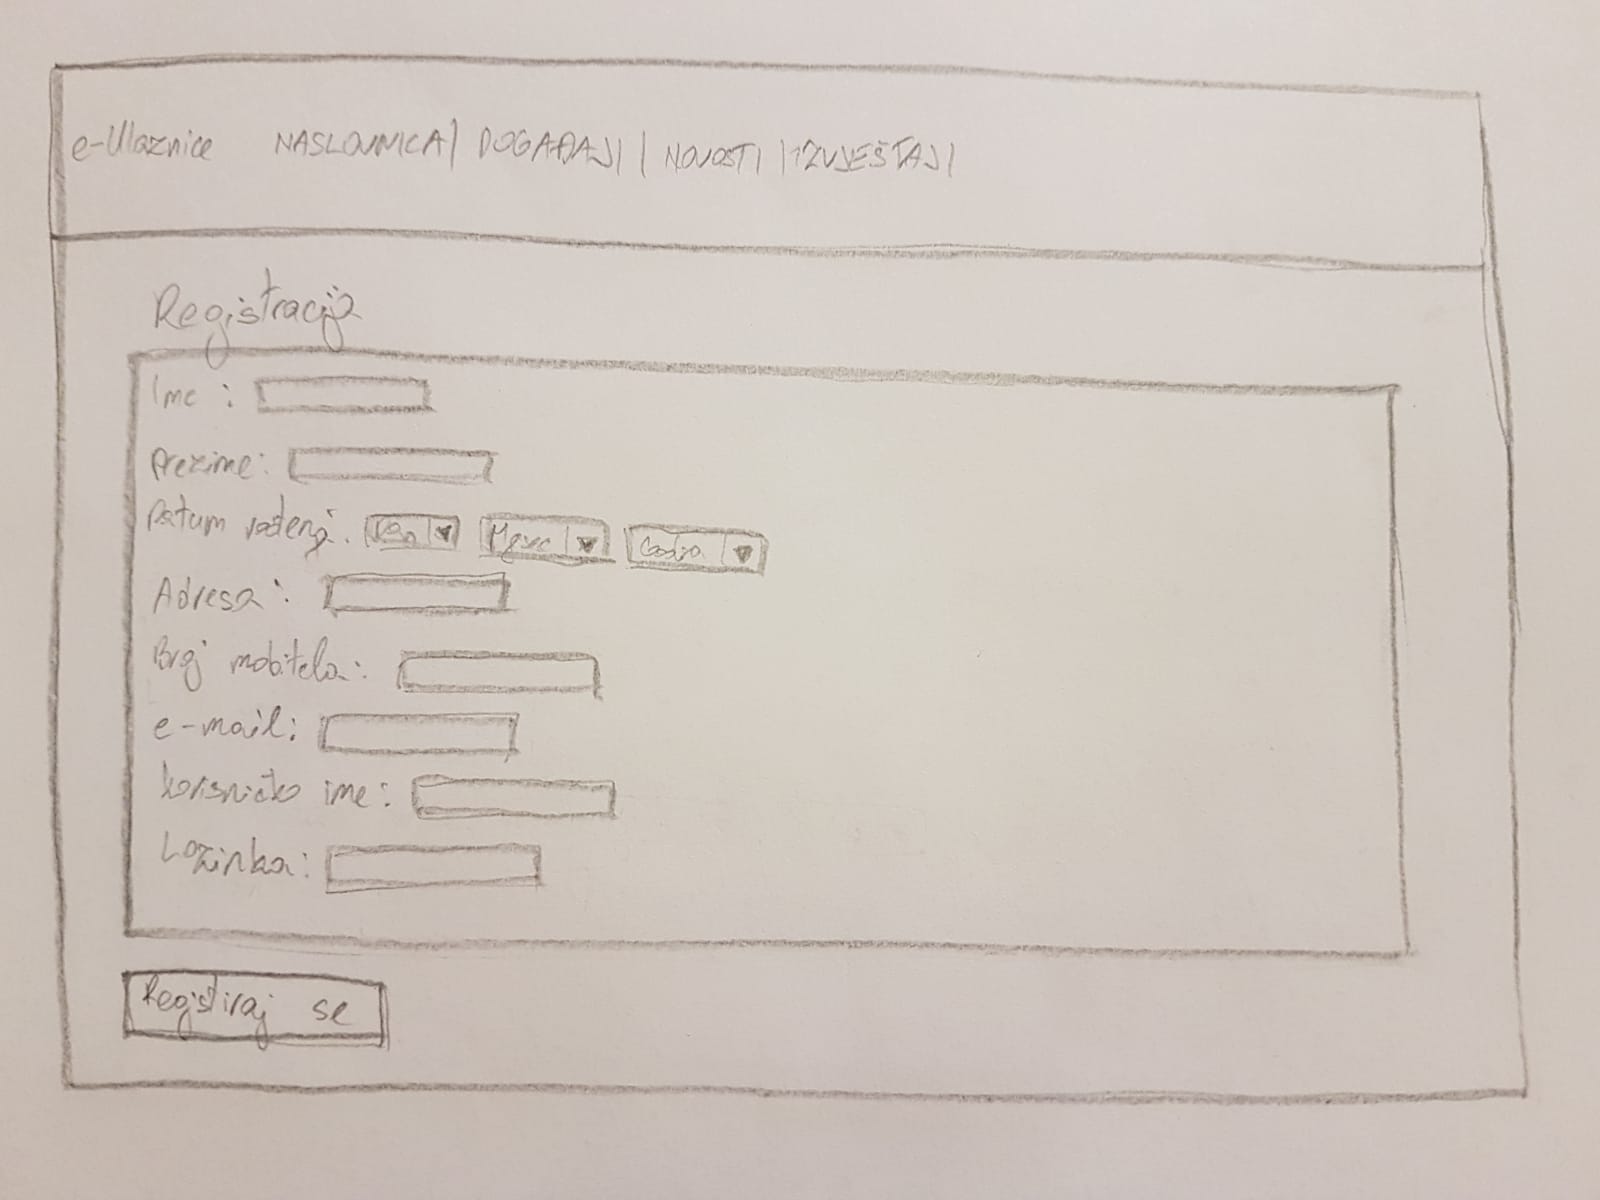 e-Ulaznice NASLOVNICA | DOGAĐAJI | NOVOSTI | IZVJEŠTAJI
Registracija
Ime :
Prezime:
Datum rođenja: Dan Mjesec Godina
Adresa:
Broj mobitela:
e-mail:
korisničko ime:
Lozinka:
Registriraj se